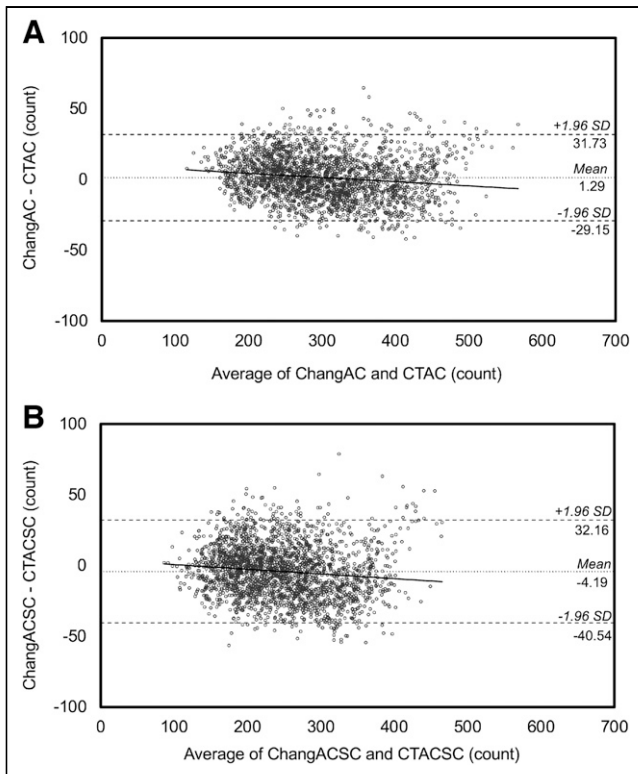 A
100
50
0
-50
-100
ChangAC - CTAC (count)
+1.96 SD
31.73
Mean
1.29
-1.96 SD
-29.15
0 100 200 300 400 500 600 700
Average of ChangAC and CTAC (count)
B
100
50
0
-50
-100
ChangACSC - CTACSC (count)
+1.96 SD
32.16
Mean
-4.19
-1.96 SD
-40.54
0 100 200 300 400 500 600 700
Average of ChangACSC and CTACSC (count)